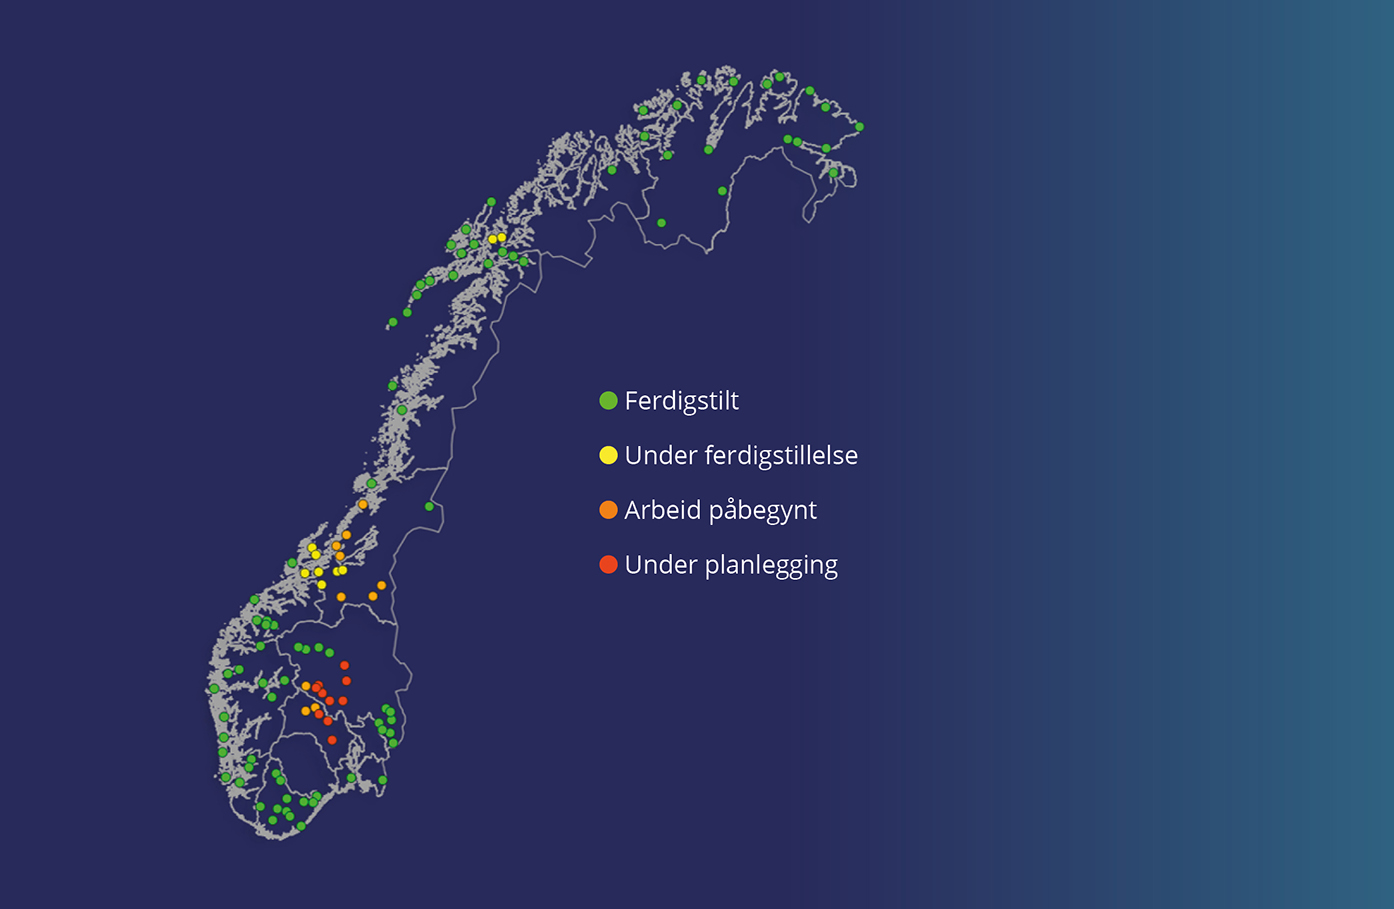 Ferdigstilt
Under ferdigstillelse
Arbeid påbegynt
Under planlegging